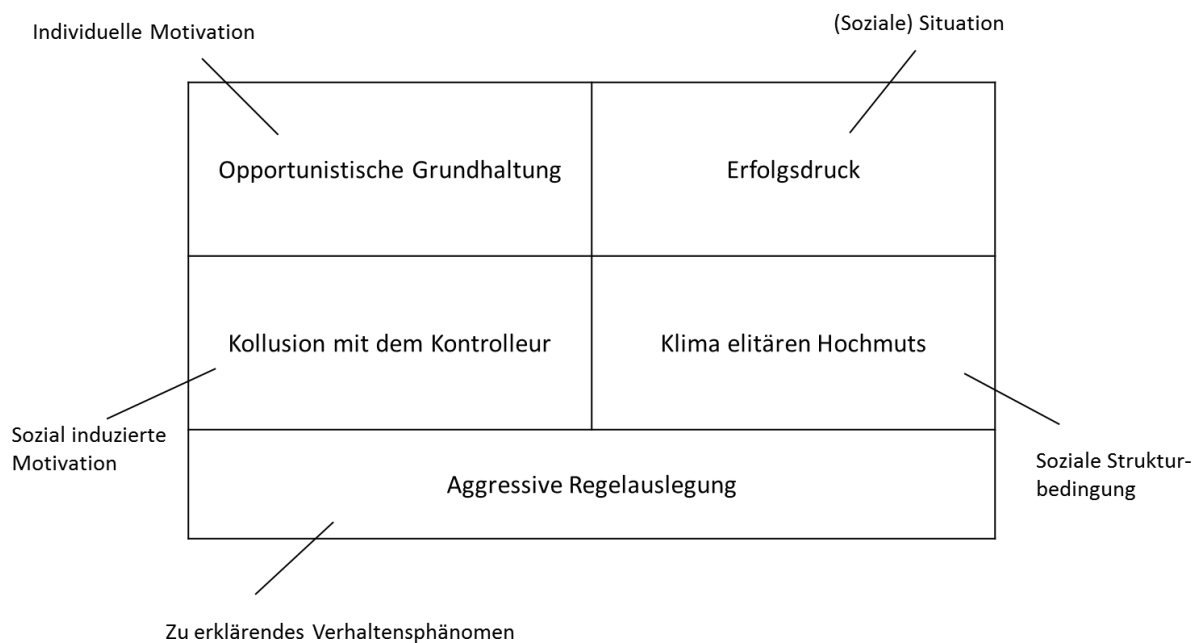 Individuelle Motivation
(Soziale) Situation
Opportunistische Grundhaltung
Erfolgsdruck
Kollusion mit dem Kontrolleur
Klima elitären Hochmuts
Sozial induzierte
Motivation
Soziale Struktur-
bedingung
Aggressive Regelauslegung
Zu erklärendes Verhaltensphänomen